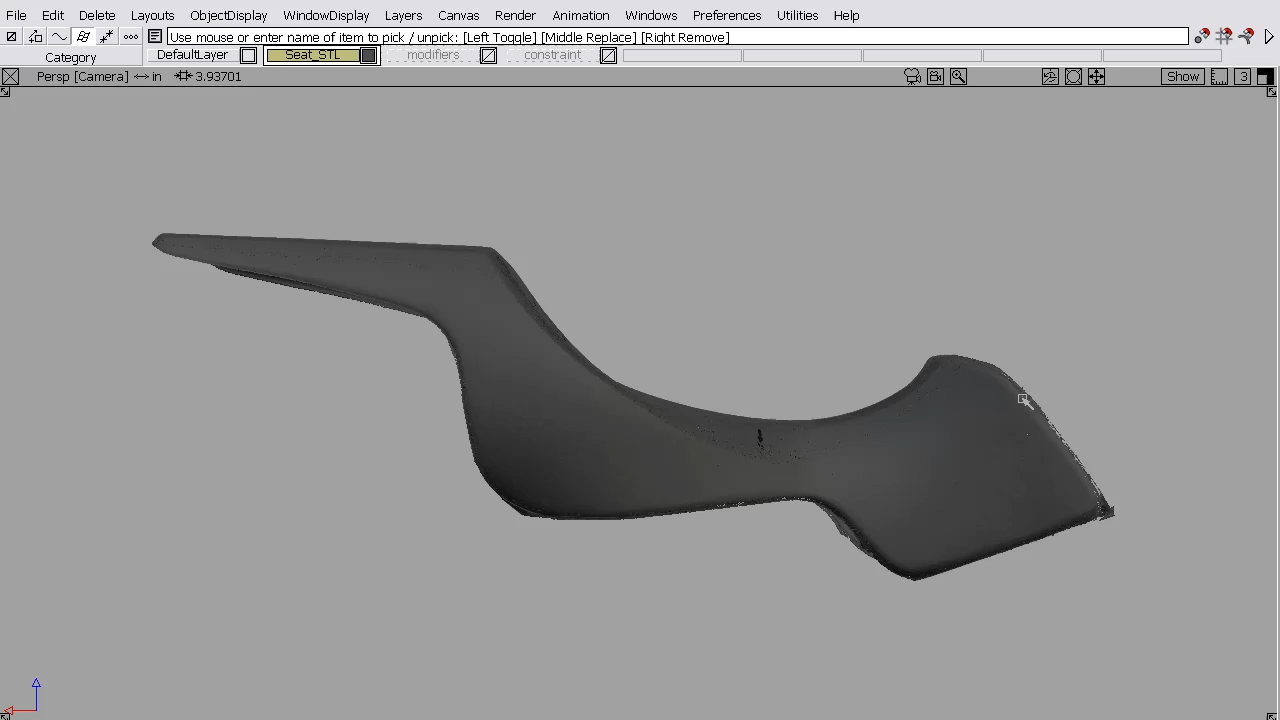 File Edit Delete Layouts ObjectDisplay WindowDisplay Layers Canvas Render Animation Windows Preferences Utilities Help
Use mouse or enter name of item to pick / unpick: [Left Toggle] [Middle Replace] [Right Remove]
Category DefaultLayer Seat_STL modifiers constraint
Persp [Camera] in 3.93701 Show 3